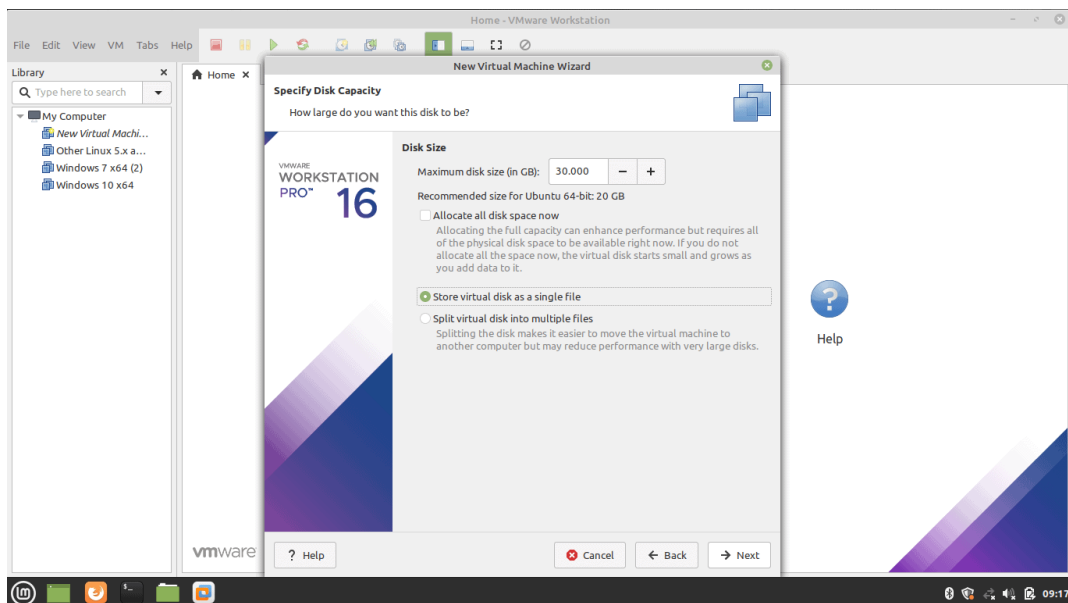 Home - VMware Workstation
File Edit View VM Tabs Help
Library
Home
Type here to search
My Computer
New Virtual Machi...
Other Linux 5.x a...
Windows 7 x64 (2)
Windows 10 x64
New Virtual Machine Wizard
Specify Disk Capacity
How large do you want this disk to be?
VMWARE
WORKSTATION
PRO™ 16
Disk Size
Maximum disk size (in GB): 30.000 − +
Recommended size for Ubuntu 64-bit: 20 GB
Allocate all disk space now
Allocating the full capacity can enhance performance but requires all
of the physical disk space to be available right now. If you do not
allocate all the space now, the virtual disk starts small and grows as
you add data to it.
Store virtual disk as a single file
Split virtual disk into multiple files
Splitting the disk makes it easier to move the virtual machine to
another computer but may reduce performance with very large disks.
? Help
Cancel
Back
Next
?
Help
vmware
09:17